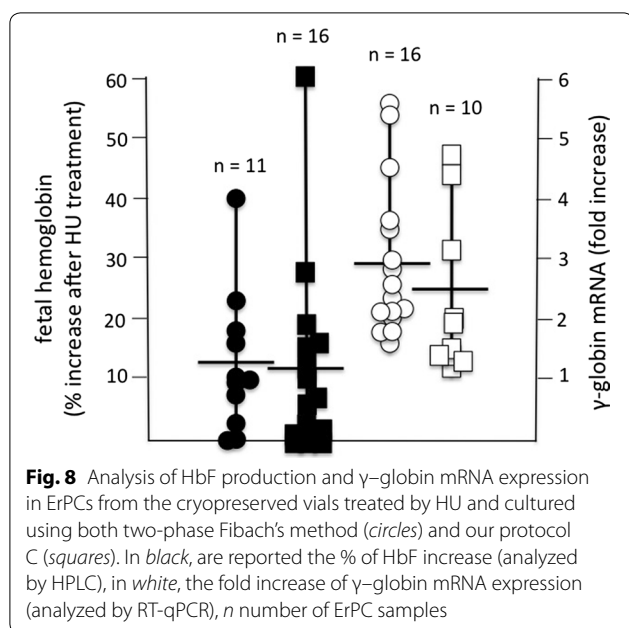 n = 16
n = 16
n = 10
n = 11
fetal hemoglobin
(% increase after HU treatment)
60
50
40
30
20
10
6
5
4
3
2
1
γ-globin mRNA (fold increase)
Fig. 8 Analysis of HbF production and γ–globin mRNA expression
in ErPCs from the cryopreserved vials treated by HU and cultured
using both two-phase Fibach's method (circles) and our protocol
C (squares). In black, are reported the % of HbF increase (analyzed
by HPLC), in white, the fold increase of γ–globin mRNA expression
(analyzed by RT-qPCR), n number of ErPC samples